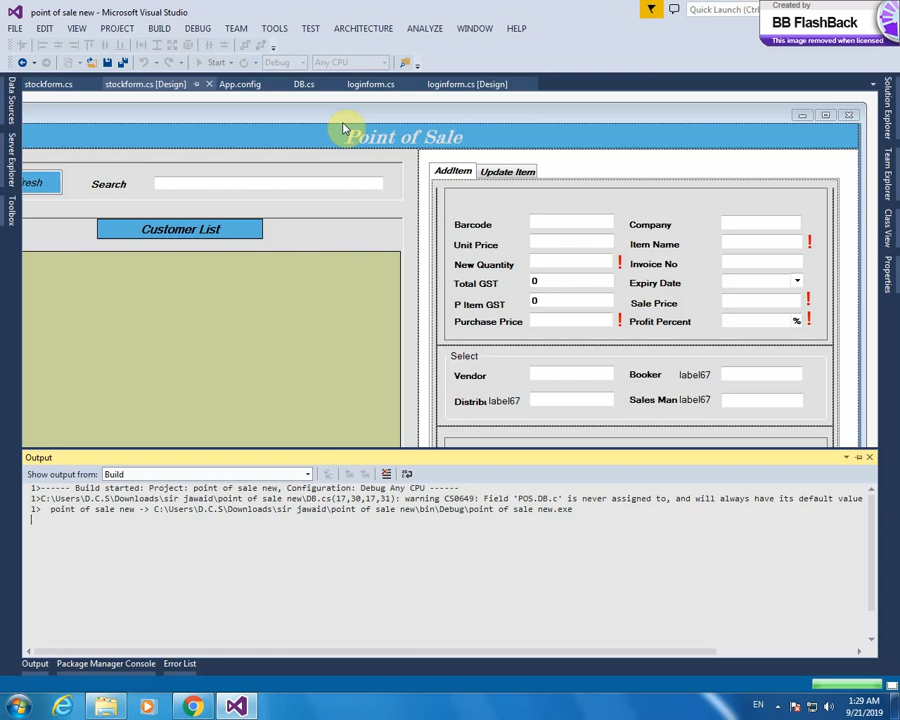 point of sale new - Microsoft Visual Studio
Quick Launch (
Created by
BB FlashBack
This image removed when licensed
FILE EDIT VIEW PROJECT BUILD DEBUG TEAM TOOLS TEST ARCHITECTURE ANALYZE WINDOW HELP
Start Debug Any CPU
stockform.cs stockform.cs [Design] App.config DB.cs loginform.cs loginform.cs [Design]
Data Sources
Server Explorer
Toolbox
Solution Explorer
Team Explorer
Class View
Properties
Point of Sale
resh Search
Customer List
AddItem Update Item
Barcode Company
Unit Price Item Name !
New Quantity ! Invoice No
Total GST 0 Expiry Date
P Item GST 0 Sale Price !
Purchase Price ! Profit Percent % !
Select
Vendor Booker label67
Distribu label67 Sales Man label67
Output
Show output from: Build
1>------ Build started: Project: point of sale new, Configuration: Debug Any CPU ------
1>C:\Users\D.C.S\Downloads\sir jawaid\point of sale new\DB.cs(17,30,17,31): warning CS0649: Field 'POS.DB.c' is never assigned to, and will always have its default value
1>  point of sale new -> C:\Users\D.C.S\Downloads\sir jawaid\point of sale new\bin\Debug\point of sale new.exe
Output Package Manager Console Error List
EN 1:29 AM
9/21/2019